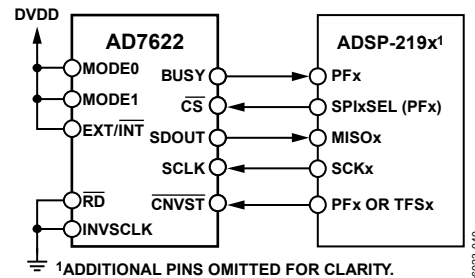 DVDD
AD7622
ADSP-219x¹
MODE0
MODE1
EXT/INT
RD
INVSCLK
BUSY
CS
SDOUT
SCLK
CNVST
PFx
SPIxSEL (PFx)
MISOx
SCKx
PFx OR TFSx
¹ADDITIONAL PINS OMITTED FOR CLARITY.